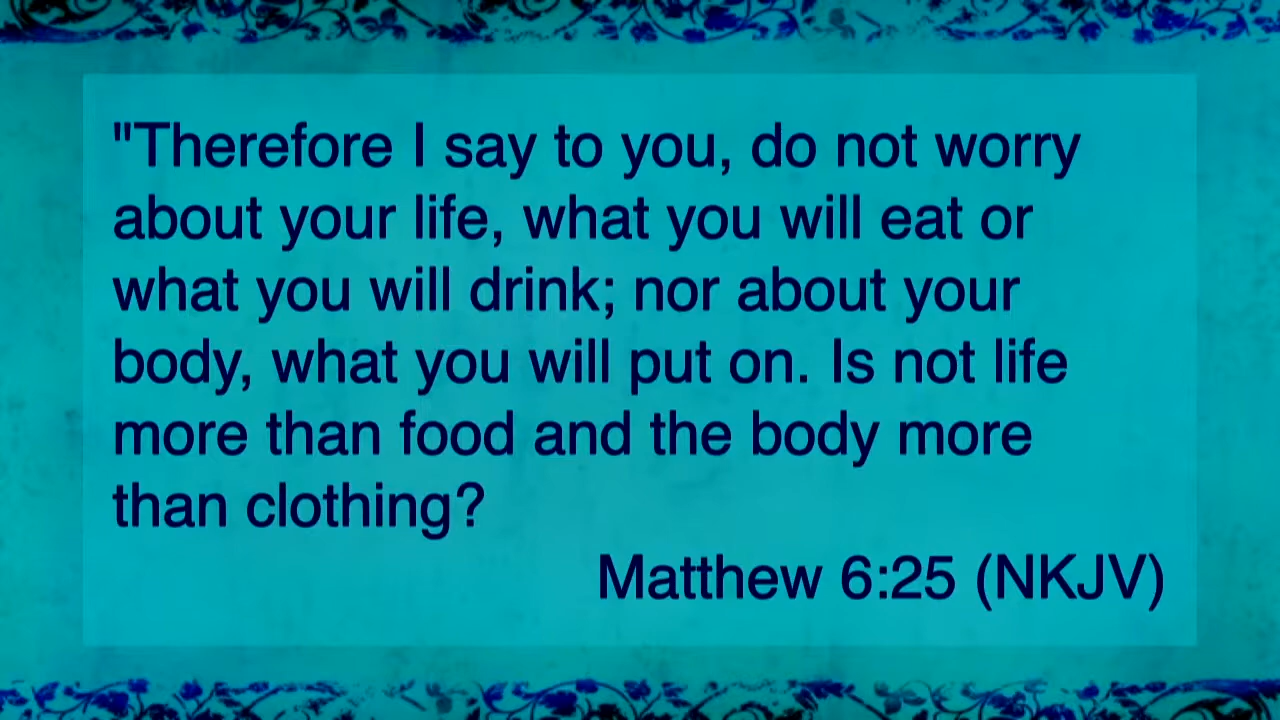 "Therefore I say to you, do not worry
about your life, what you will eat or
what you will drink; nor about your
body, what you will put on. Is not life
more than food and the body more
than clothing?
Matthew 6:25 (NKJV)